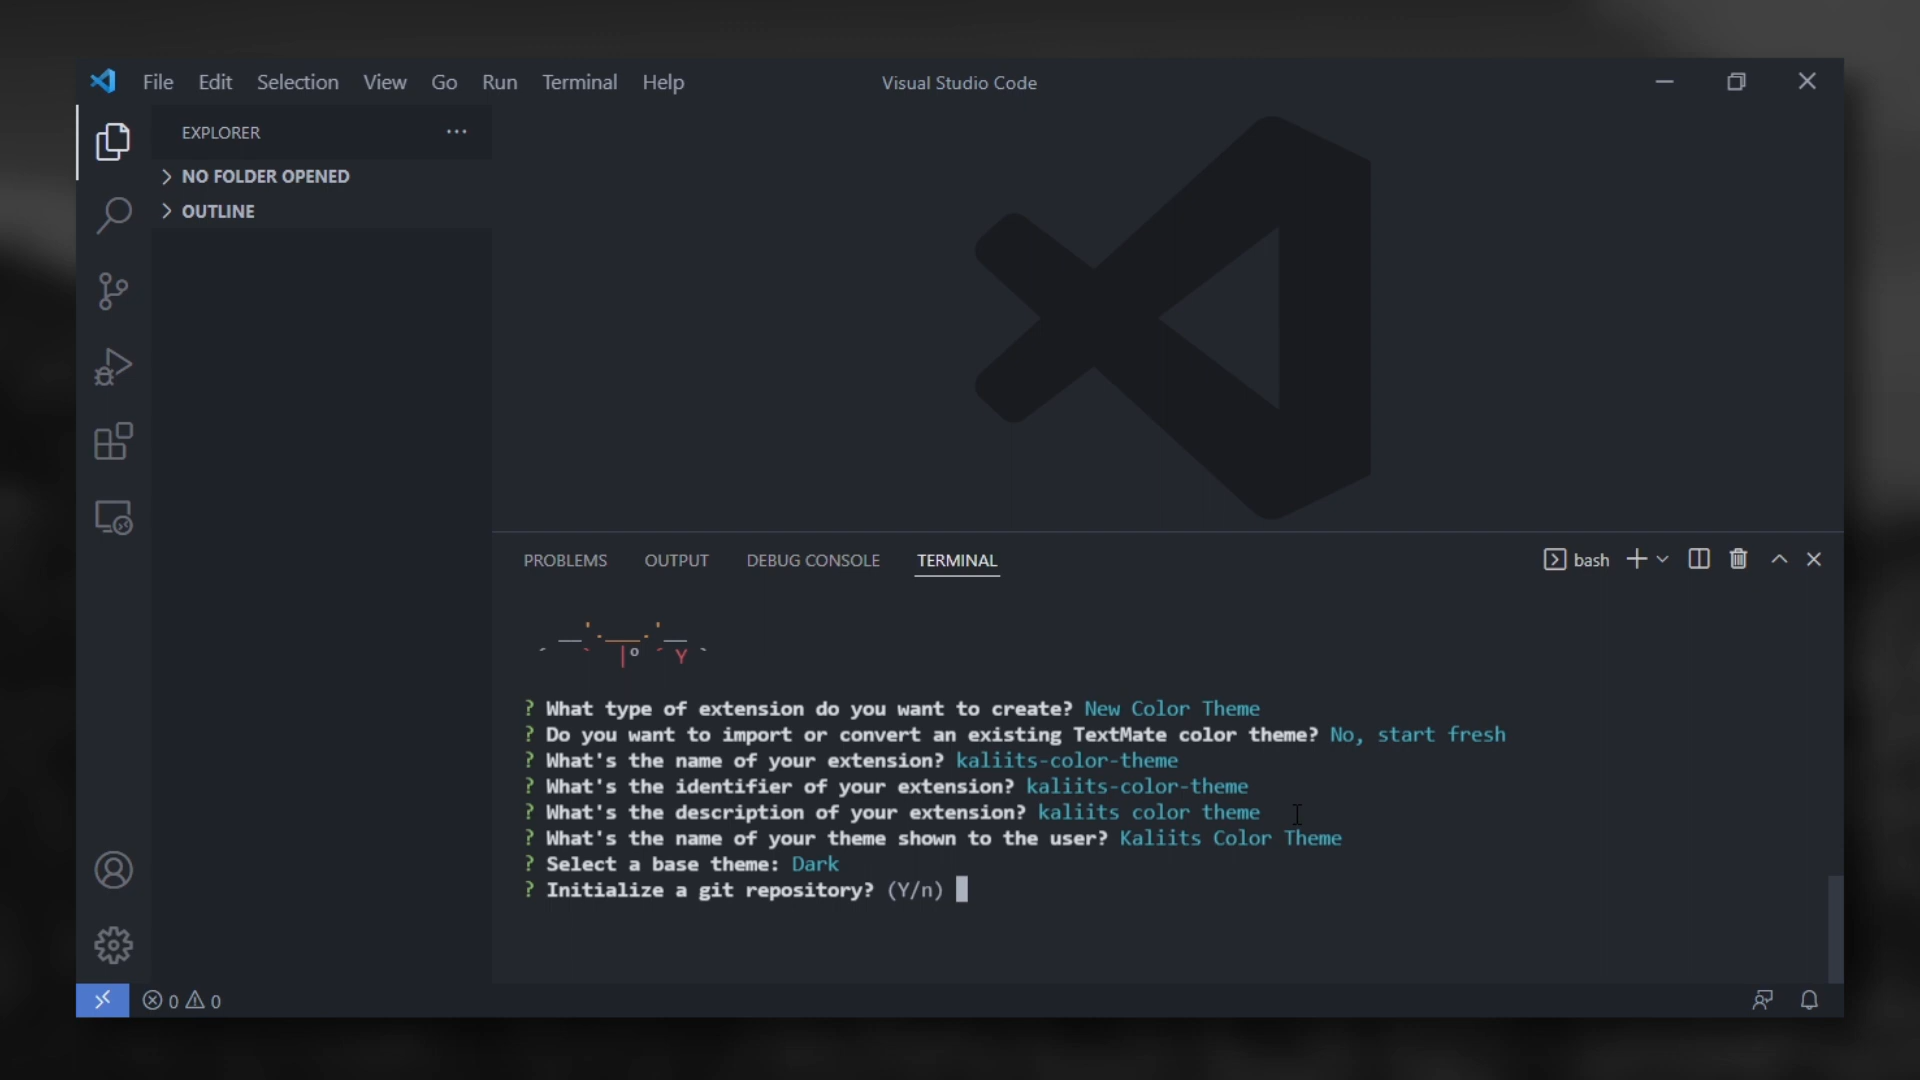 File Edit Selection View Go Run Terminal Help Visual Studio Code
EXPLORER
NO FOLDER OPENED
OUTLINE
PROBLEMS OUTPUT DEBUG CONSOLE TERMINAL bash
? What type of extension do you want to create? New Color Theme
? Do you want to import or convert an existing TextMate color theme? No, start fresh
? What's the name of your extension? kaliits-color-theme
? What's the identifier of your extension? kaliits-color-theme
? What's the description of your extension? kaliits color theme
? What's the name of your theme shown to the user? Kaliits Color Theme
? Select a base theme: Dark
? Initialize a git repository? (Y/n)
0 0